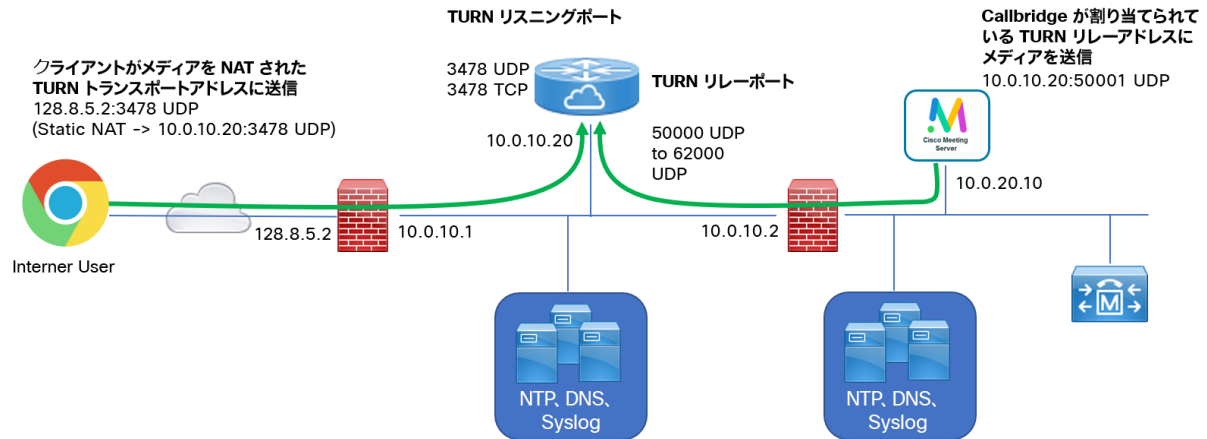 TURN リスニングポート
Callbridge が割り当てられて
いる TURN リレーアドレスに
メディアを送信
10.0.10.20:50001 UDP
クライアントがメディアを NAT された
TURN トランスポートアドレスに送信
128.8.5.2:3478 UDP
(Static NAT -> 10.0.10.20:3478 UDP)
3478 UDP
3478 TCP
TURN リレーポート
10.0.10.20
50000 UDP
to 62000
UDP
Cisco Meeting
Server
10.0.20.10
128.8.5.2
10.0.10.1
10.0.10.2
Interner User
M
NTP、DNS、
Syslog
NTP、DNS、
Syslog